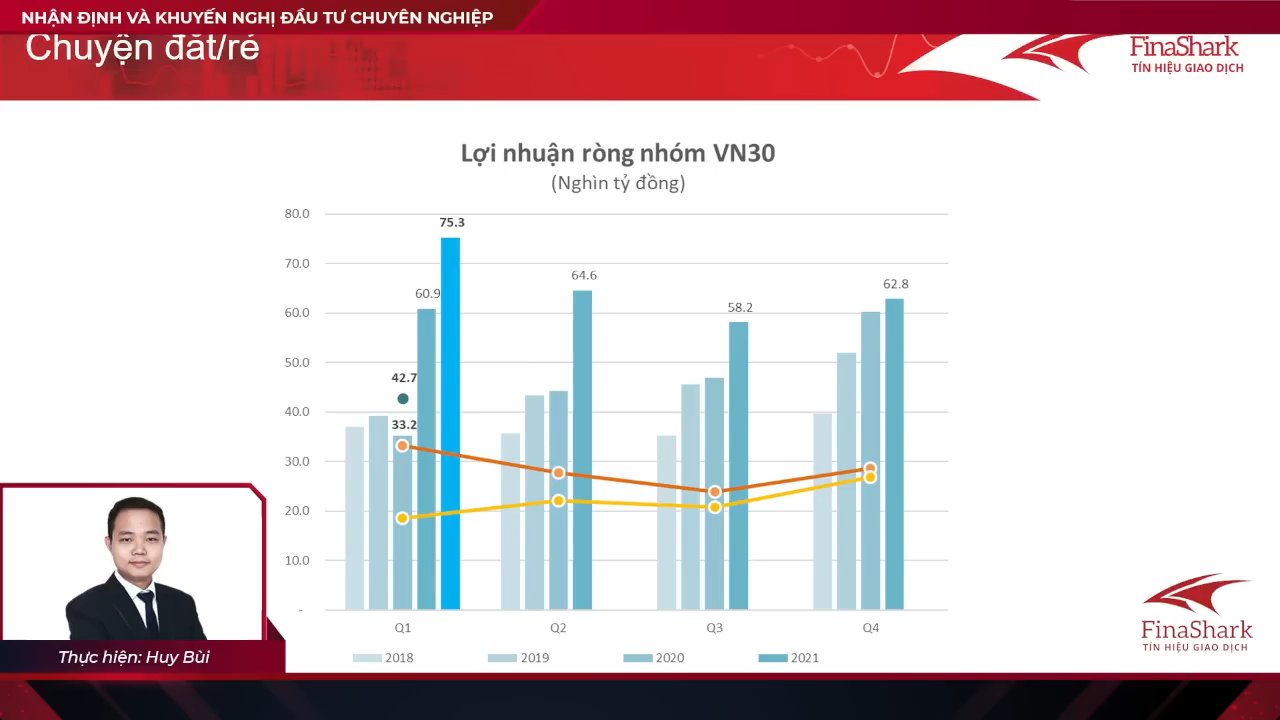 NHẬN ĐỊNH VÀ KHUYẾN NGHỊ ĐẦU TƯ CHUYÊN NGHIỆP
Chuyện đắt/rẻ
FinaShark
TÍN HIỆU GIAO DỊCH
Lợi nhuận ròng nhóm VN30
(Nghìn tỷ đồng)
80.0
70.0
60.0
50.0
40.0
30.0
20.0
10.0
-
75.3
60.9
42.7
33.2
64.6
58.2
62.8
Q1 Q2 Q3 Q4
2018 2019 2020 2021
Thực hiện: Huy Bùi
FinaShark
TÍN HIỆU GIAO DỊCH